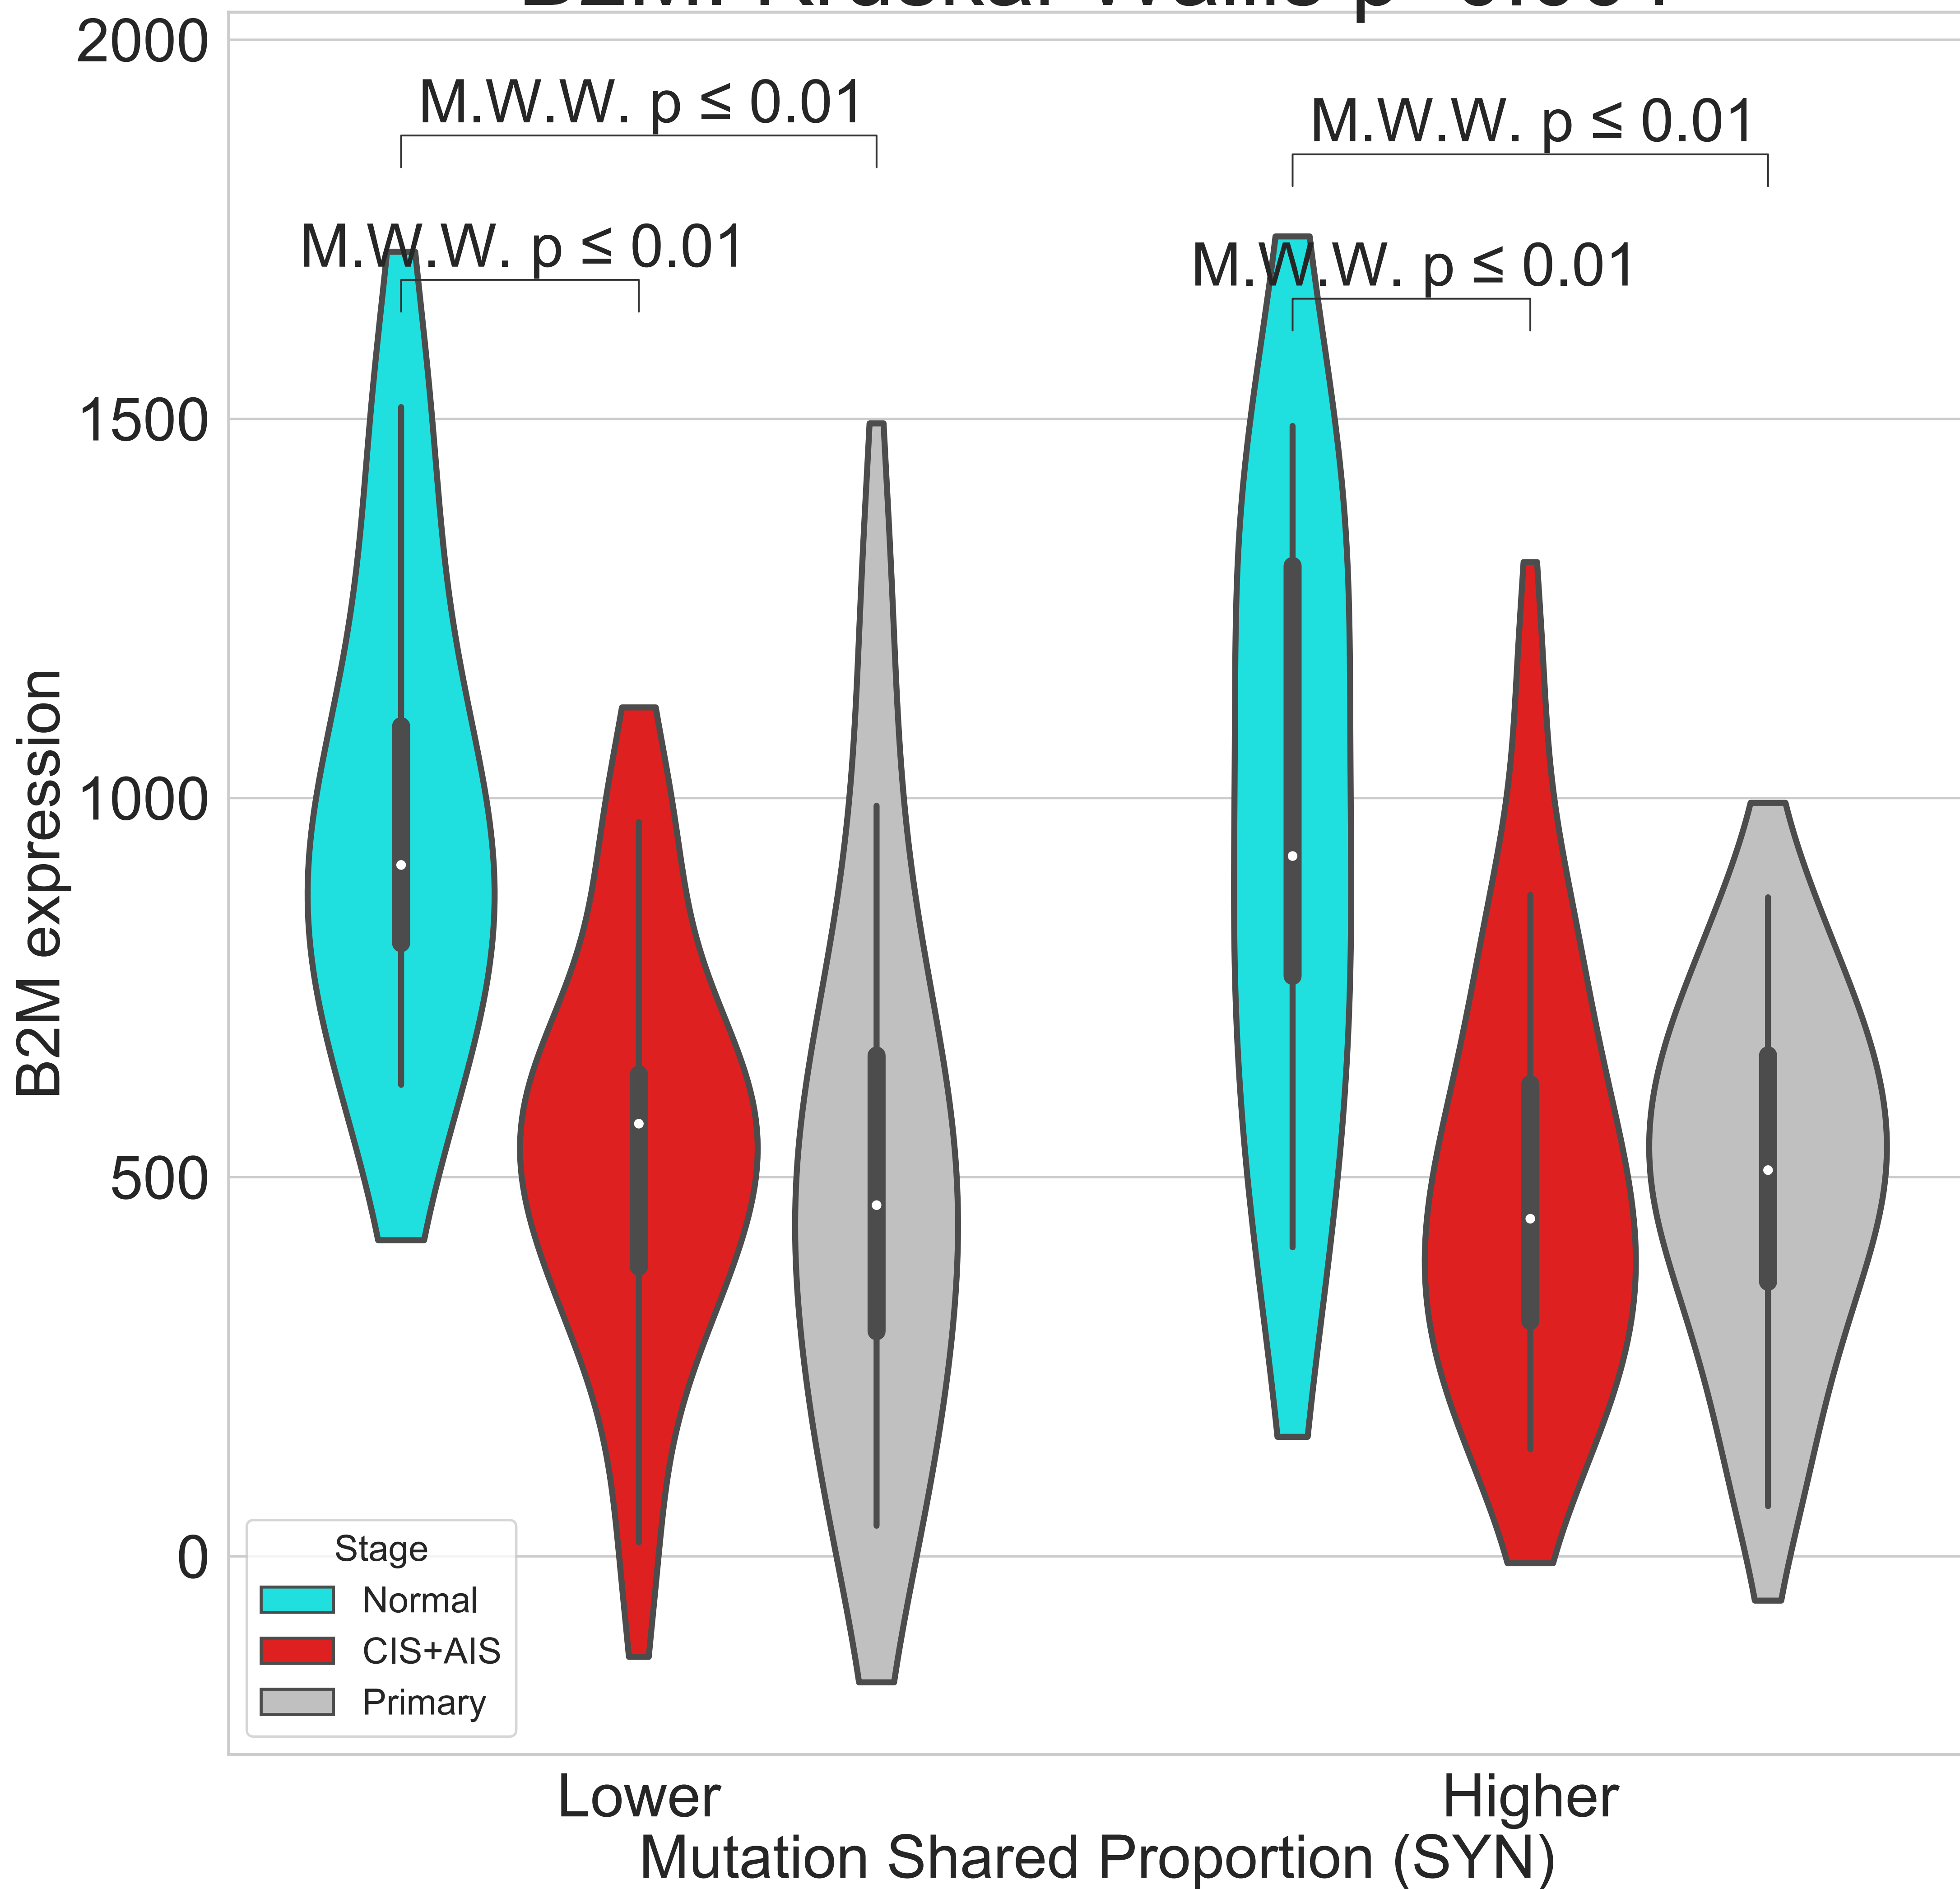 2000
M.W.W. p ≤ 0.01
M.W.W. p ≤ 0.01
M.W.W. p ≤ 0.01
M.W.W. p ≤ 0.01
1500
1000
500
0
B2M expression
Stage
Normal
CIS+AIS
Primary
Lower
Higher
Mutation Shared Proportion (SYN)